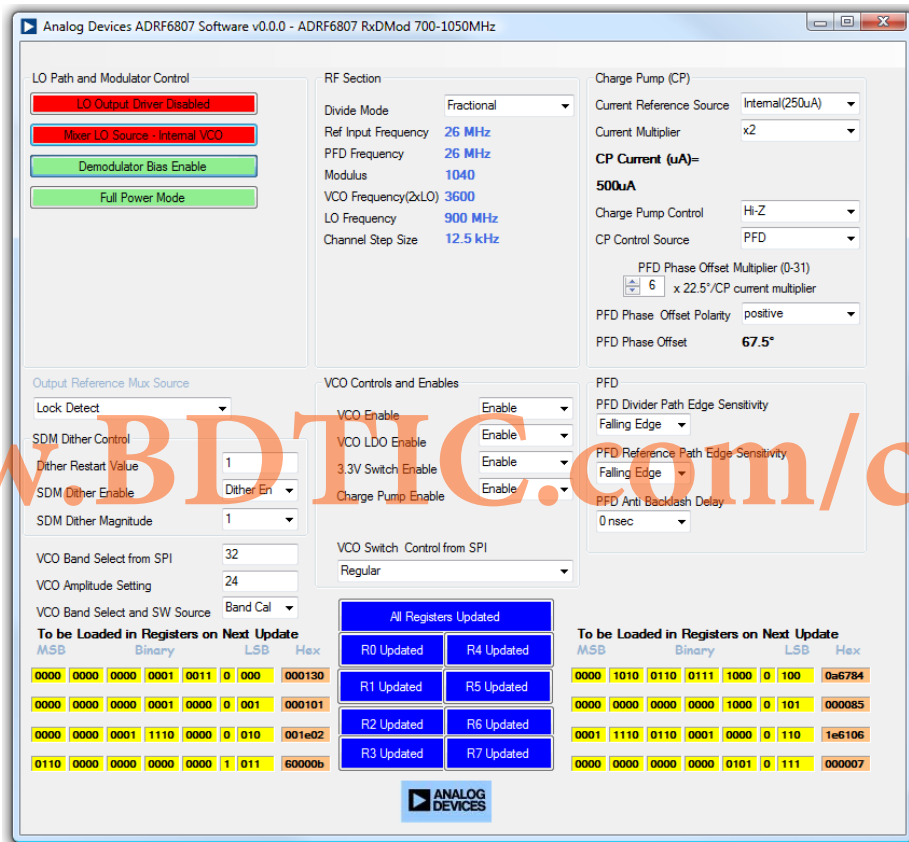 Analog Devices ADRF6807 Software v0.0.0 - ADRF6807 RxDMod 700-1050MHz
LO Path and Modulator Control
LO Output Driver Disabled
Mixer LO Source - Internal VCO
Demodulator Bias Enable
Full Power Mode
RF Section
Divide Mode Fractional
Ref Input Frequency 26 MHz
PFD Frequency 26 MHz
Modulus 1040
VCO Frequency(2xLO) 3600
LO Frequency 900 MHz
Channel Step Size 12.5 kHz
Charge Pump (CP)
Current Reference Source Internal(250uA)
Current Multiplier x2
CP Current (uA)=
500uA
Charge Pump Control Hi-Z
CP Control Source PFD
PFD Phase Offset Multiplier (0-31)
6 x 22.5°/CP current multiplier
PFD Phase Offset Polarity positive
PFD Phase Offset 67.5°
Output Reference Mux Source
Lock Detect
SDM Dither Control
Dither Restart Value 1
SDM Dither Enable Dither En
SDM Dither Magnitude 1
VCO Band Select from SPI 32
VCO Amplitude Setting 24
VCO Band Select and SW Source Band Cal
VCO Controls and Enables
VCO Enable Enable
VCO LDO Enable Enable
3.3V Switch Enable Enable
Charge Pump Enable Enable
VCO Switch Control from SPI
Regular
PFD
PFD Divider Path Edge Sensitivity
Falling Edge
PFD Reference Path Edge Sensitivity
Falling Edge
PFD Anti Backlash Delay
0 nsec
w.BDTIC.com/c
To be Loaded in Registers on Next Update
MSB Binary LSB Hex
0000 0000 0000 0001 0011 0 000 000130
0000 0000 0000 0001 0000 0 001 000101
0000 0000 0001 1110 0000 0 010 001e02
0110 0000 0000 0000 0000 1 011 60000b
All Registers Updated
R0 Updated R4 Updated
R1 Updated R5 Updated
R2 Updated R6 Updated
R3 Updated R7 Updated
To be Loaded in Registers on Next Update
MSB Binary LSB Hex
0000 1010 0110 0111 1000 0 100 0a6784
0000 0000 0000 0000 1000 0 101 000085
0001 1110 0110 0001 0000 0 110 1e6106
0000 0000 0000 0000 0101 0 111 000007
ANALOG
DEVICES